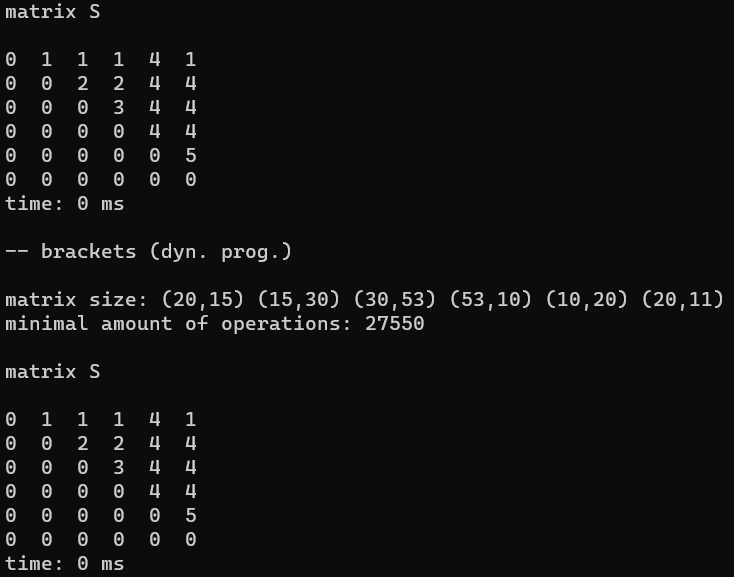 matrix S
0 1 1 1 4 1
0 0 2 2 4 4
0 0 0 3 4 4
0 0 0 0 4 4
0 0 0 0 0 5
0 0 0 0 0 0
time: 0 ms
-- brackets (dyn. prog.)
matrix size: (20,15) (15,30) (30,53) (53,10) (10,20) (20,11)
minimal amount of operations: 27550
matrix S
0 1 1 1 4 1
0 0 2 2 4 4
0 0 0 3 4 4
0 0 0 0 4 4
0 0 0 0 0 5
0 0 0 0 0 0
time: 0 ms